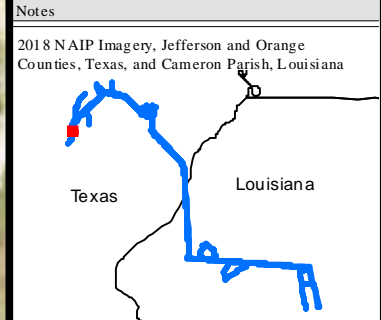 Notes
2018 NAIP Imagery, Jefferson and Orange
Counties, Texas, and Cameron Parish, Louisiana
Texas
Louisiana